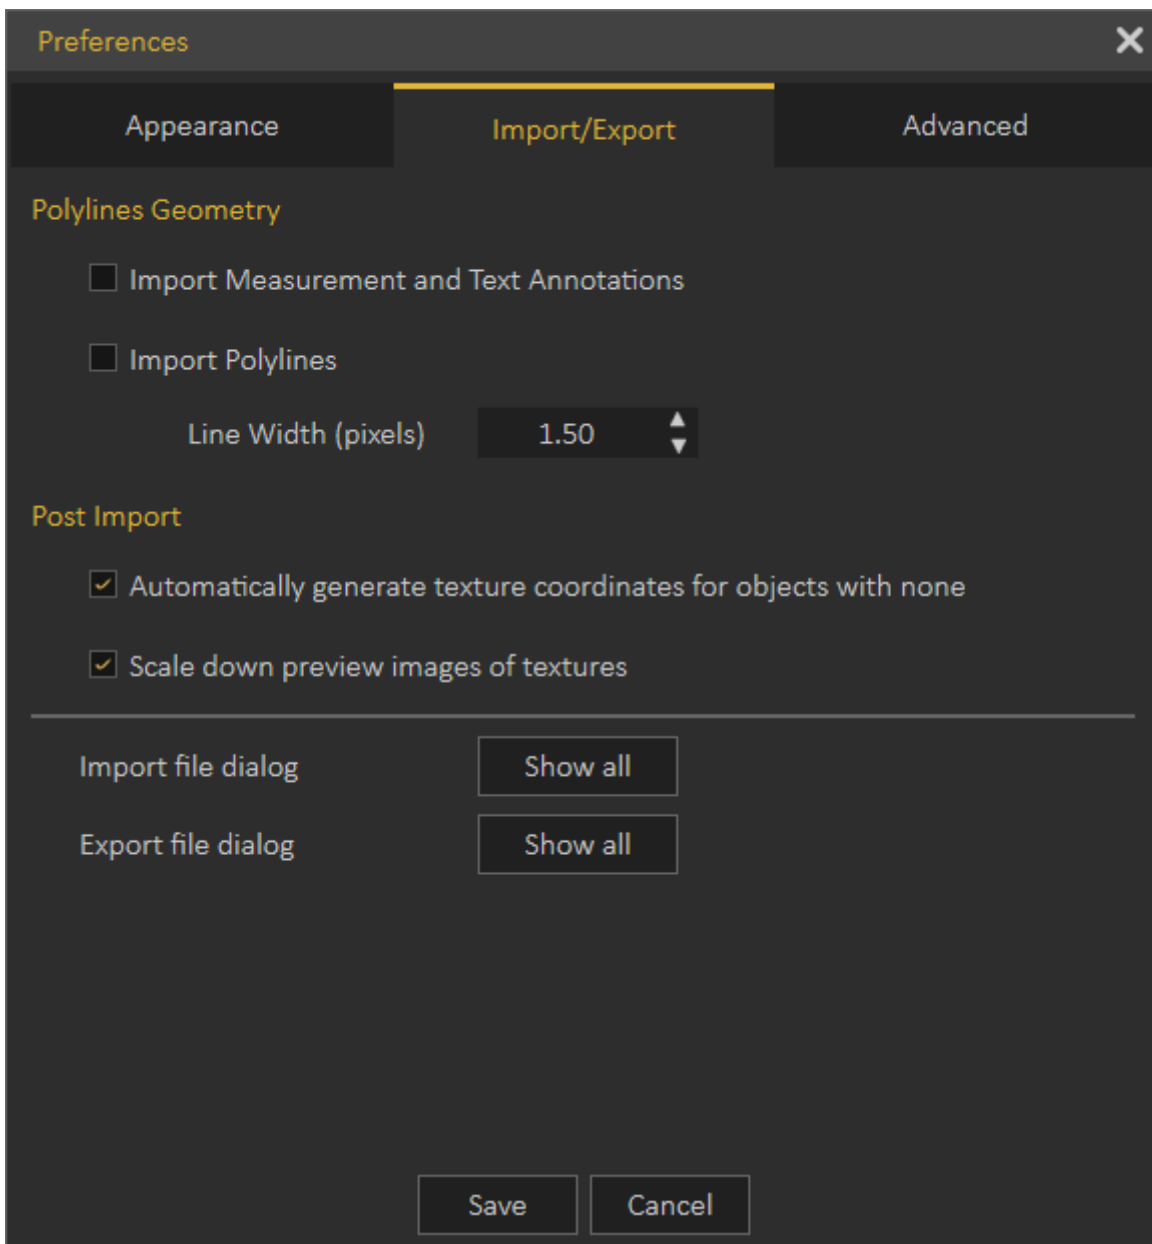 Preferences
Appearance Import/Export Advanced
Polylines Geometry
Import Measurement and Text Annotations
Import Polylines
Line Width (pixels) 1.50
Post Import
Automatically generate texture coordinates for objects with none
Scale down preview images of textures
Import file dialog Show all
Export file dialog Show all
Save Cancel